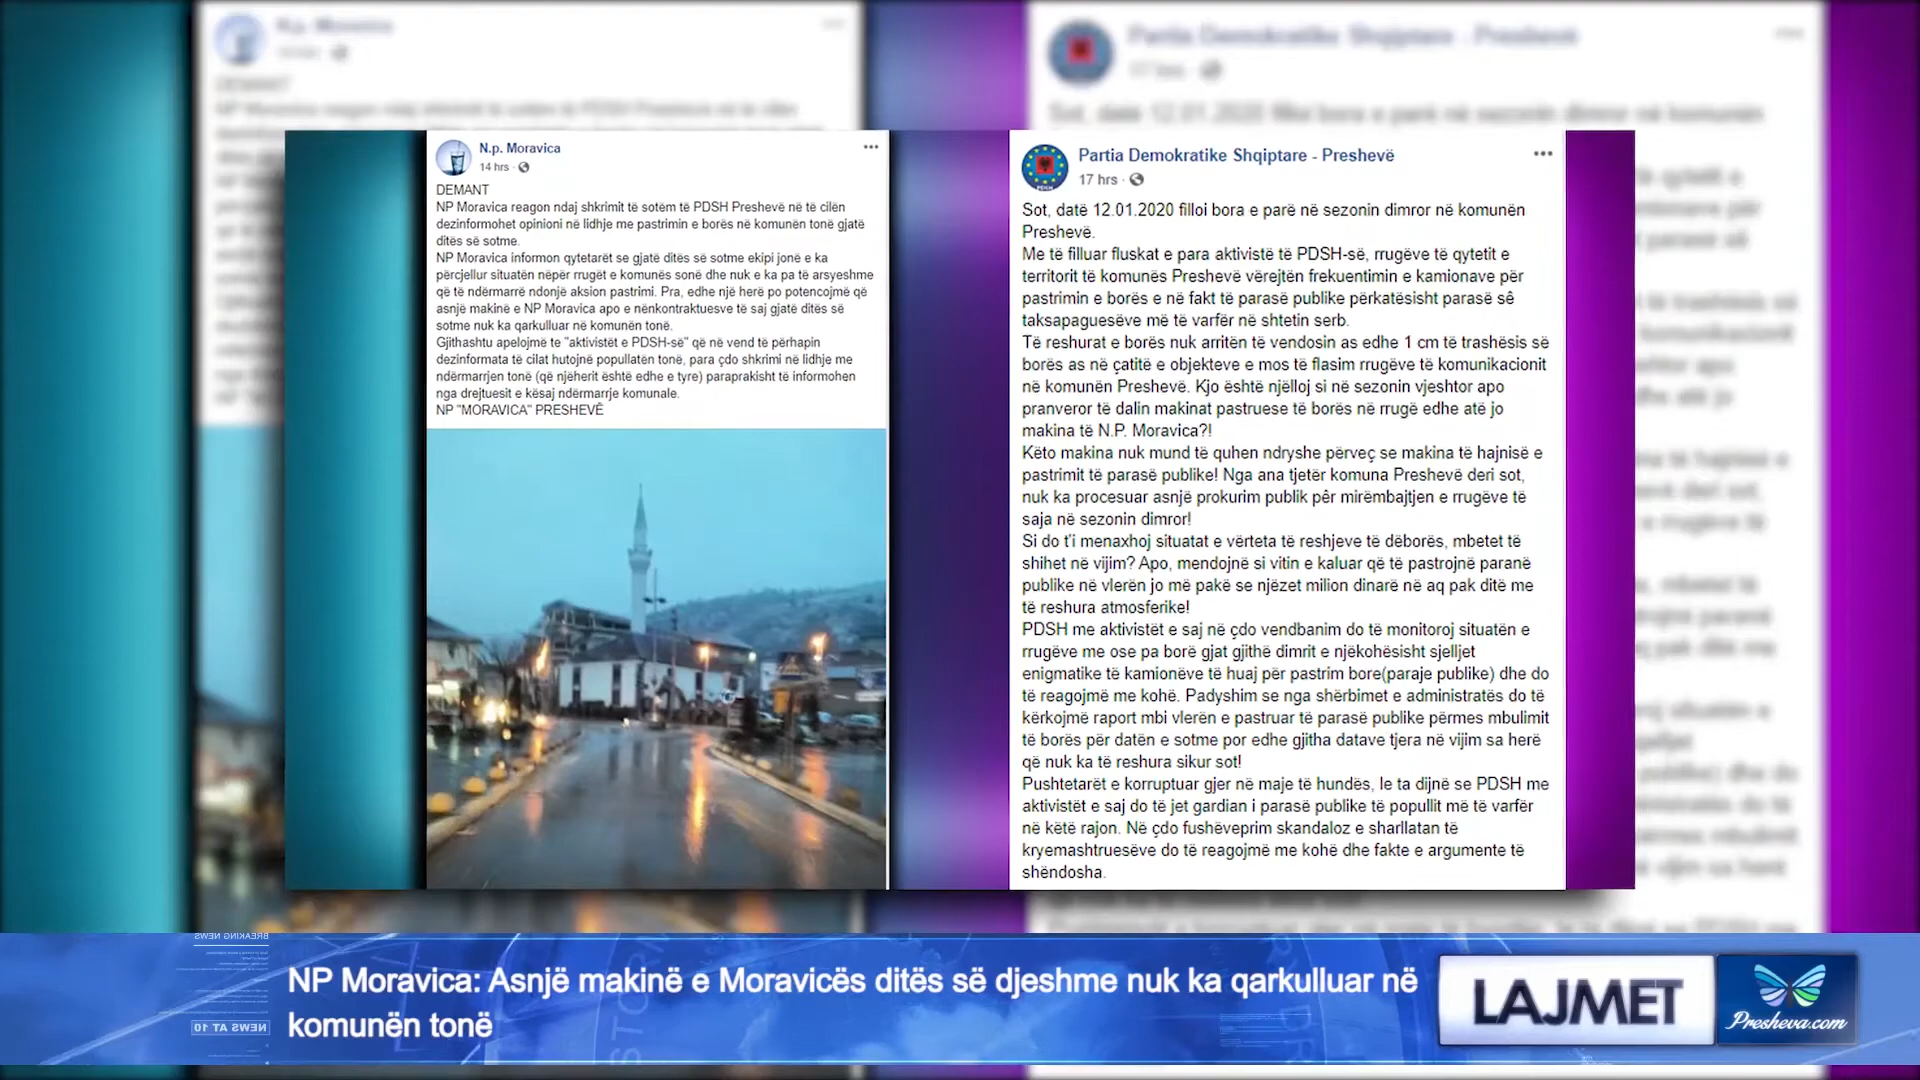 N.p. Moravica
14 hrs ·
DEMANT
NP Moravica reagon ndaj shkrimit të sotëm të PDSH Preshevë në të cilën
dezinformohet opinioni në lidhje me pastrimin e borës në komunën tonë gjatë
ditës së sotme.
NP Moravica informon qytetarët se gjatë ditës së sotme ekipi jonë e ka
përcjellur situatën nëpër rrugët e komunës sonë dhe nuk e ka pa të arsyeshme
që të ndërmarrë ndonjë aksion pastrimi. Pra, edhe një herë po potencojmë që
asnjë makinë e NP Moravica apo e nënkontraktuesve të saj gjatë ditës së
sotme nuk ka qarkulluar në komunën tonë.
Gjithashtu apelojmë te "aktivistët e PDSH-së" që në vend të përhapin
dezinformata të cilat hutojnë popullatën tonë, para çdo shkrimi në lidhje me
ndërmarrjen tonë (që njëherit është edhe e tyre) paraprakisht të informohen
nga drejtuesit e kësaj ndërmarrje komunale.
NP "MORAVICA" PRESHEVË
Partia Demokratike Shqiptare - Preshevë
17 hrs ·
Sot, datë 12.01.2020 filloi bora e parë në sezonin dimror në komunën
Preshevë.
Me të filluar fluskat e para aktivistë të PDSH-së, rrugëve të qytetit e
territorit të komunës Preshevë vërejtën frekuentimin e kamionave për
pastrimin e borës e në fakt të parasë publike përkatësisht parasë së
taksapaguesëve më të varfër në shtetin serb.
Të reshurat e borës nuk arritën të vendosin as edhe 1 cm të trashësis së
borës as në çatitë e objekteve e mos të flasim rrugëve të komunikacionit
në komunën Preshevë. Kjo është njëlloj si në sezonin vjeshtor apo
pranveror të dalin makinat pastruese të borës në rrugë edhe atë jo
makina të N.P. Moravica?!
Këto makina nuk mund të quhen ndryshe përveç se makina të hajnisë e
pastrimit të parasë publike! Nga ana tjetër komuna Preshevë deri sot,
nuk ka procesuar asnjë prokurim publik për mirëmbajtjen e rrugëve të
saja në sezonin dimror!
Si do t'i menaxhoj situatat e vërteta të reshjeve të dëborës, mbetet të
shihet në vijim? Apo, mendojnë si vitin e kaluar që të pastrojnë paranë
publike në vlerën jo më pakë se njëzet milion dinarë në aq pak ditë me
të reshura atmosferike!
PDSH me aktivistët e saj në çdo vendbanim do të monitoroj situatën e
rrugëve me ose pa borë gjat gjithë dimrit e njëkohësisht sjelljet
enigmatike të kamionëve të huaj për pastrim bore(paraje publike) dhe do
të reagojmë me kohë. Padyshim se nga shërbimet e administratës do të
kërkojmë raport mbi vlerën e pastruar të parasë publike përmes mbulimit
të borës për datën e sotme por edhe gjitha datave tjera në vijim sa herë
që nuk ka të reshura sikur sot!
Pushtetarët e korruptuar gjer në maje të hundës, le ta dijnë se PDSH me
aktivistët e saj do të jet gardian i parasë publike të popullit më të varfër
në këtë rajon. Në çdo fushëveprim skandaloz e sharllatan të
kryemashtruesëve do të reagojmë me kohë dhe fakte e argumente të
shëndosha.
BREAKING NEWS
NEWS AT 10
NP Moravica: Asnjë makinë e Moravicës ditës së djeshme nuk ka qarkulluar në
komunën tonë
LAJMET
Presheva.com